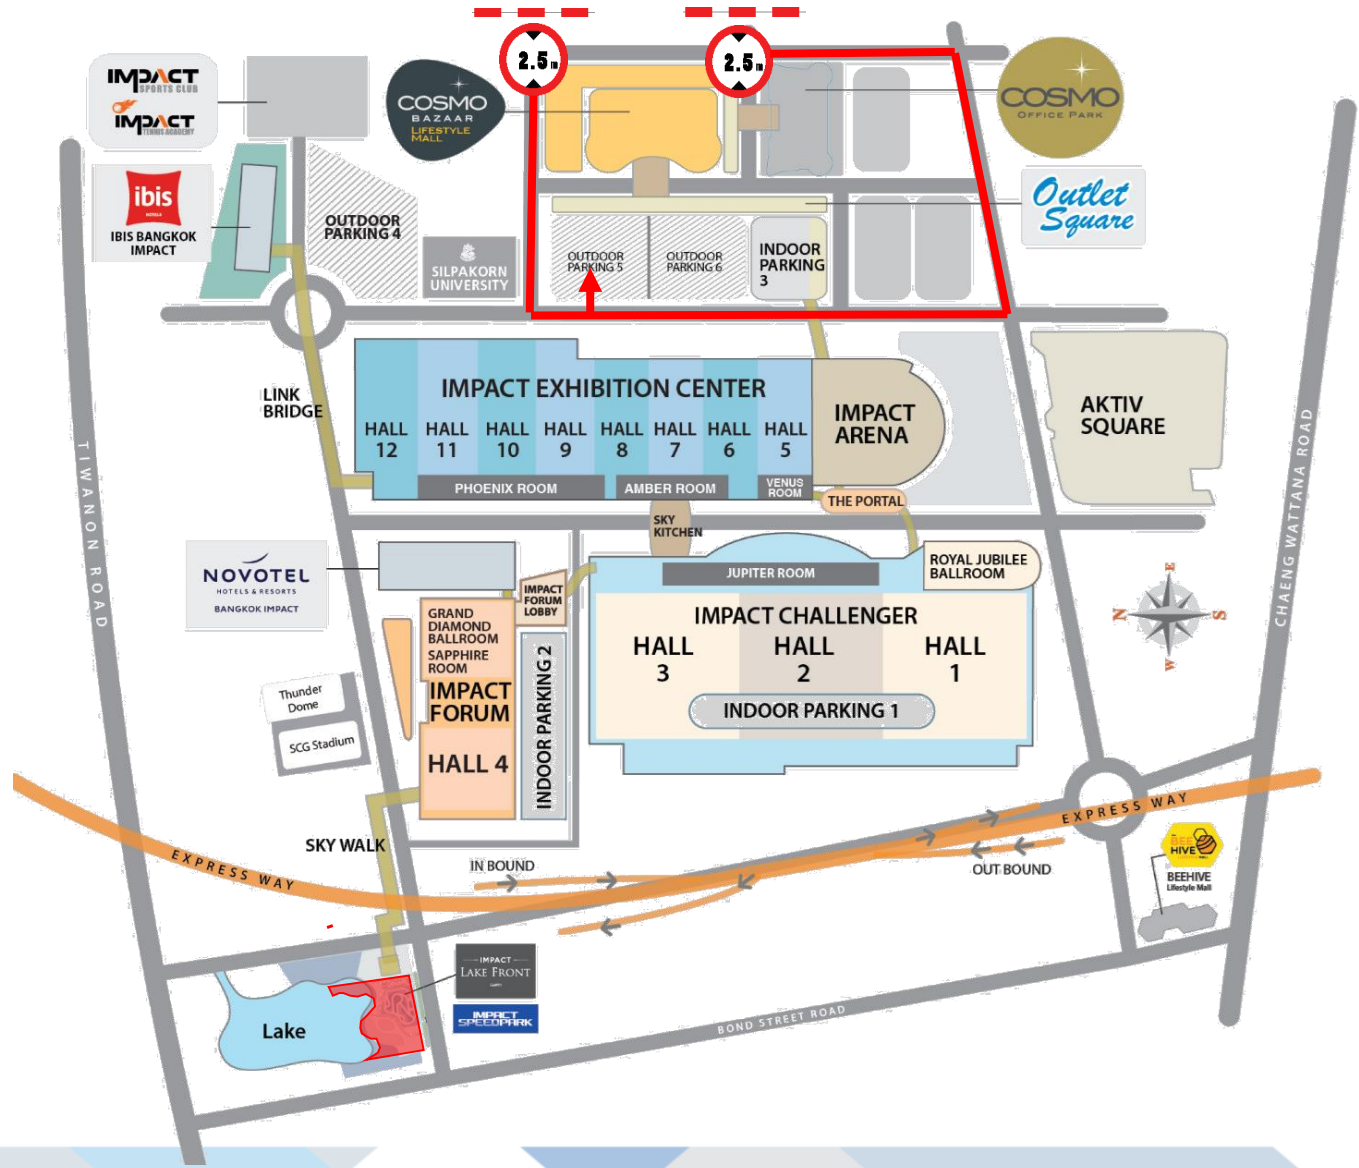 2.5m
2.5m
IMPACT
SPORTS CLUB
IMPACT
TENNIS ACADEMY
COSMO
BAZAAR
LIFESTYLE
MALL
COSMO
OFFICE PARK
ibis
HOTELS
IBIS BANGKOK
IMPACT
OUTDOOR
PARKING 4
SILPAKORN
UNIVERSITY
OUTDOOR
PARKING 5
OUTDOOR
PARKING 6
INDOOR
PARKING
3
Outlet
Square
LINK
BRIDGE
IMPACT EXHIBITION CENTER
HALL
12
HALL
11
HALL
10
HALL
9
HALL
8
HALL
7
HALL
6
HALL
5
PHOENIX ROOM
AMBER ROOM
VENUS
ROOM
IMPACT
ARENA
AKTIV
SQUARE
TIWANON ROAD
CHAENG WATTANA ROAD
THE PORTAL
SKY
KITCHEN
NOVOTEL
HOTELS & RESORTS
BANGKOK IMPACT
IMPACT
FORUM
LOBBY
GRAND
DIAMOND
BALLROOM
SAPPHIRE
ROOM
IMPACT
FORUM
HALL 4
INDOOR PARKING 2
JUPITER ROOM
ROYAL JUBILEE
BALLROOM
IMPACT CHALLENGER
HALL
3
HALL
2
HALL
1
INDOOR PARKING 1
E
N
S
W
Thunder
Dome
SCG Stadium
SKY WALK
EXPRESS WAY
IN BOUND
OUT BOUND
EXPRESS WAY
BEE
HIVE
BEEHIVE
Lifestyle Mall
IMPACT
LAKE FRONT
IMPACT
SPEEDPARK
Lake
BOND STREET ROAD